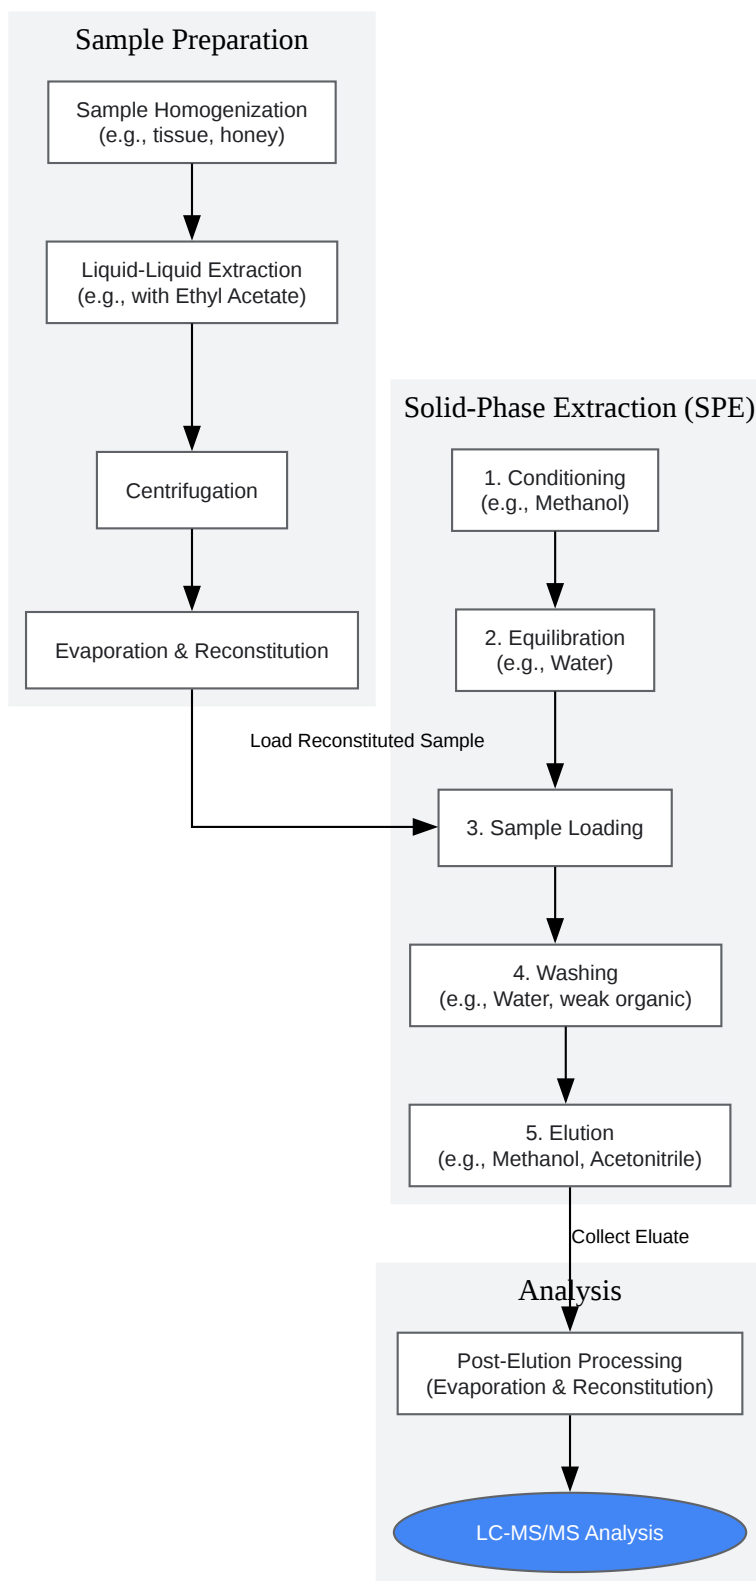 Sample Preparation
Sample Homogenization
(e.g., tissue, honey)
Liquid-Liquid Extraction
(e.g., with Ethyl Acetate)
Centrifugation
Evaporation & Reconstitution
Load Reconstituted Sample
Solid-Phase Extraction (SPE)
1. Conditioning
(e.g., Methanol)
2. Equilibration
(e.g., Water)
3. Sample Loading
4. Washing
(e.g., Water, weak organic)
5. Elution
(e.g., Methanol, Acetonitrile)
Collect Eluate
Analysis
Post-Elution Processing
(Evaporation & Reconstitution)
LC-MS/MS Analysis